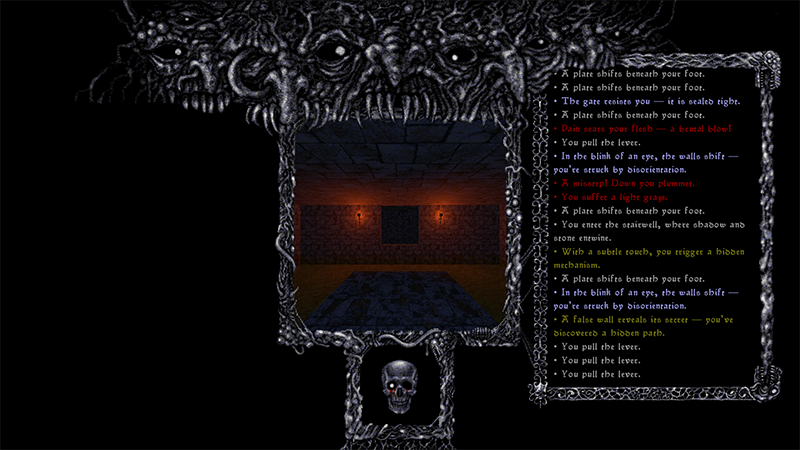 • A plate shifts beneath your foot.
• A plate shifts beneath your foot.
• The gate resists you — it is sealed tight.
• A plate shifts beneath your foot.
• Pain sears your flesh — a brutal blow!
• You pull the lever.
• In the blink of an eye, the walls shift —
you're struck by disorientation.
• A misstep! Down you plummet.
• You suffer a light graze.
• A plate shifts beneath your foot.
• You enter the stairwell, where shadow and
stone entwine.
• With a subtle touch, you trigger a hidden
mechanism.
• A plate shifts beneath your foot.
• In the blink of an eye, the walls shift —
you're struck by disorientation.
• A false wall reveals its secret — you've
discovered a hidden path.
• You pull the lever.
• You pull the lever.
• You pull the lever.